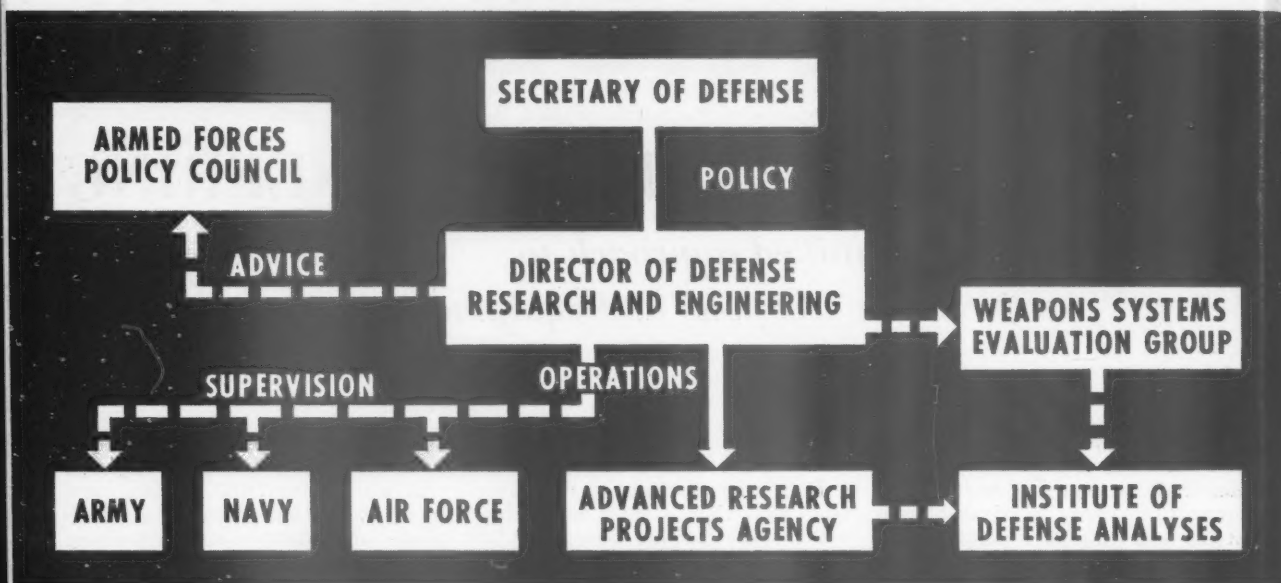 SECRETARY OF DEFENSE
ARMED FORCES
POLICY COUNCIL
POLICY
ADVICE
DIRECTOR OF DEFENSE
RESEARCH AND ENGINEERING
WEAPONS SYSTEMS
EVALUATION GROUP
SUPERVISION
OPERATIONS
ARMY
NAVY
AIR FORCE
ADVANCED RESEARCH
PROJECTS AGENCY
INSTITUTE OF
DEFENSE ANALYSES